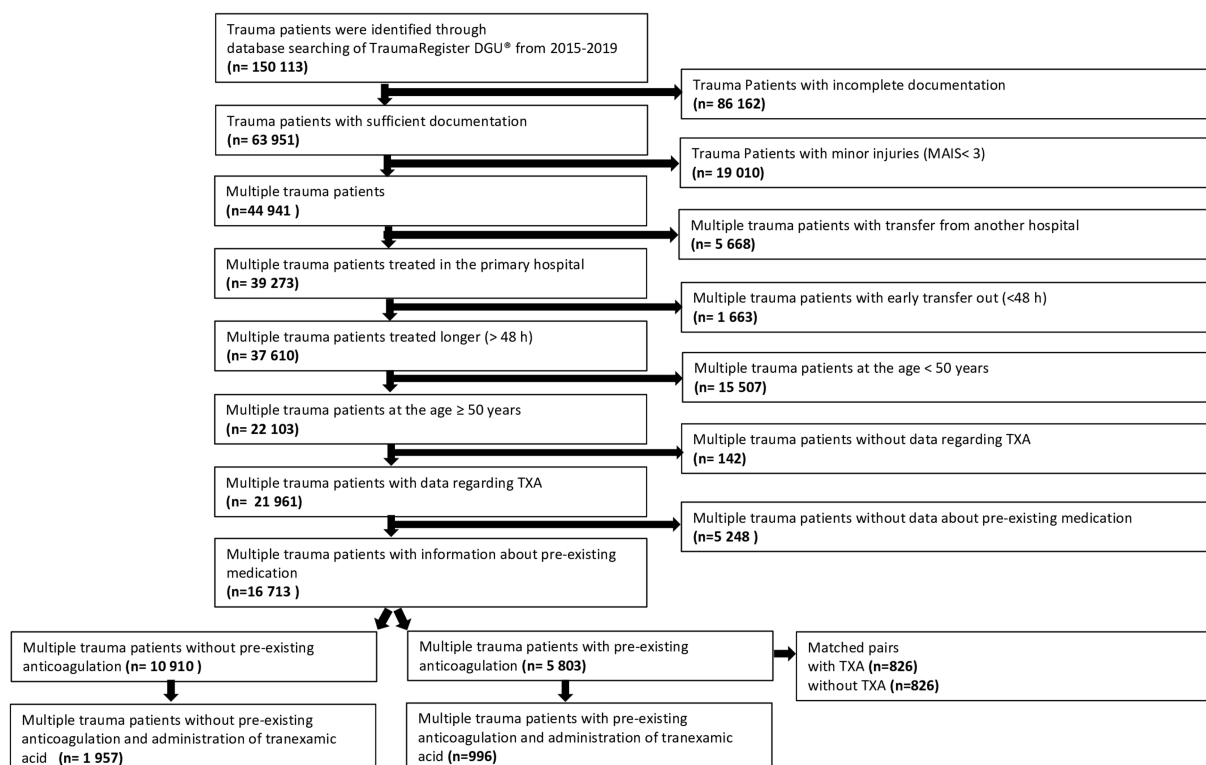 Trauma patients were identified through
database searching of TraumaRegister DGU® from 2015-2019
(n= 150 113)
Trauma Patients with incomplete documentation
(n= 86 162)
Trauma patients with sufficient documentation
(n= 63 951)
Trauma Patients with minor injuries (MAIS< 3)
(n= 19 010)
Multiple trauma patients
(n=44 941 )
Multiple trauma patients with transfer from another hospital
(n= 5 668)
Multiple trauma patients treated in the primary hospital
(n= 39 273)
Multiple trauma patients with early transfer out (<48 h)
(n= 1 663)
Multiple trauma patients treated longer (> 48 h)
(n= 37 610)
Multiple trauma patients at the age < 50 years
(n= 15 507)
Multiple trauma patients at the age ≥ 50 years
(n= 22 103)
Multiple trauma patients without data regarding TXA
(n= 142)
Multiple trauma patients with data regarding TXA
(n= 21 961)
Multiple trauma patients without data about pre-existing medication
(n=5 248 )
Multiple trauma patients with information about pre-existing
medication
(n=16 713 )
Multiple trauma patients without pre-existing
anticoagulation (n= 10 910 )
Multiple trauma patients with pre-existing
anticoagulation (n= 5 803)
Matched pairs
with TXA (n=826)
without TXA (n=826)
Multiple trauma patients without pre-existing
anticoagulation and administration of tranexamic
acid (n= 1 957)
Multiple trauma patients with pre-existing
anticoagulation and administration of tranexamic
acid (n=996)